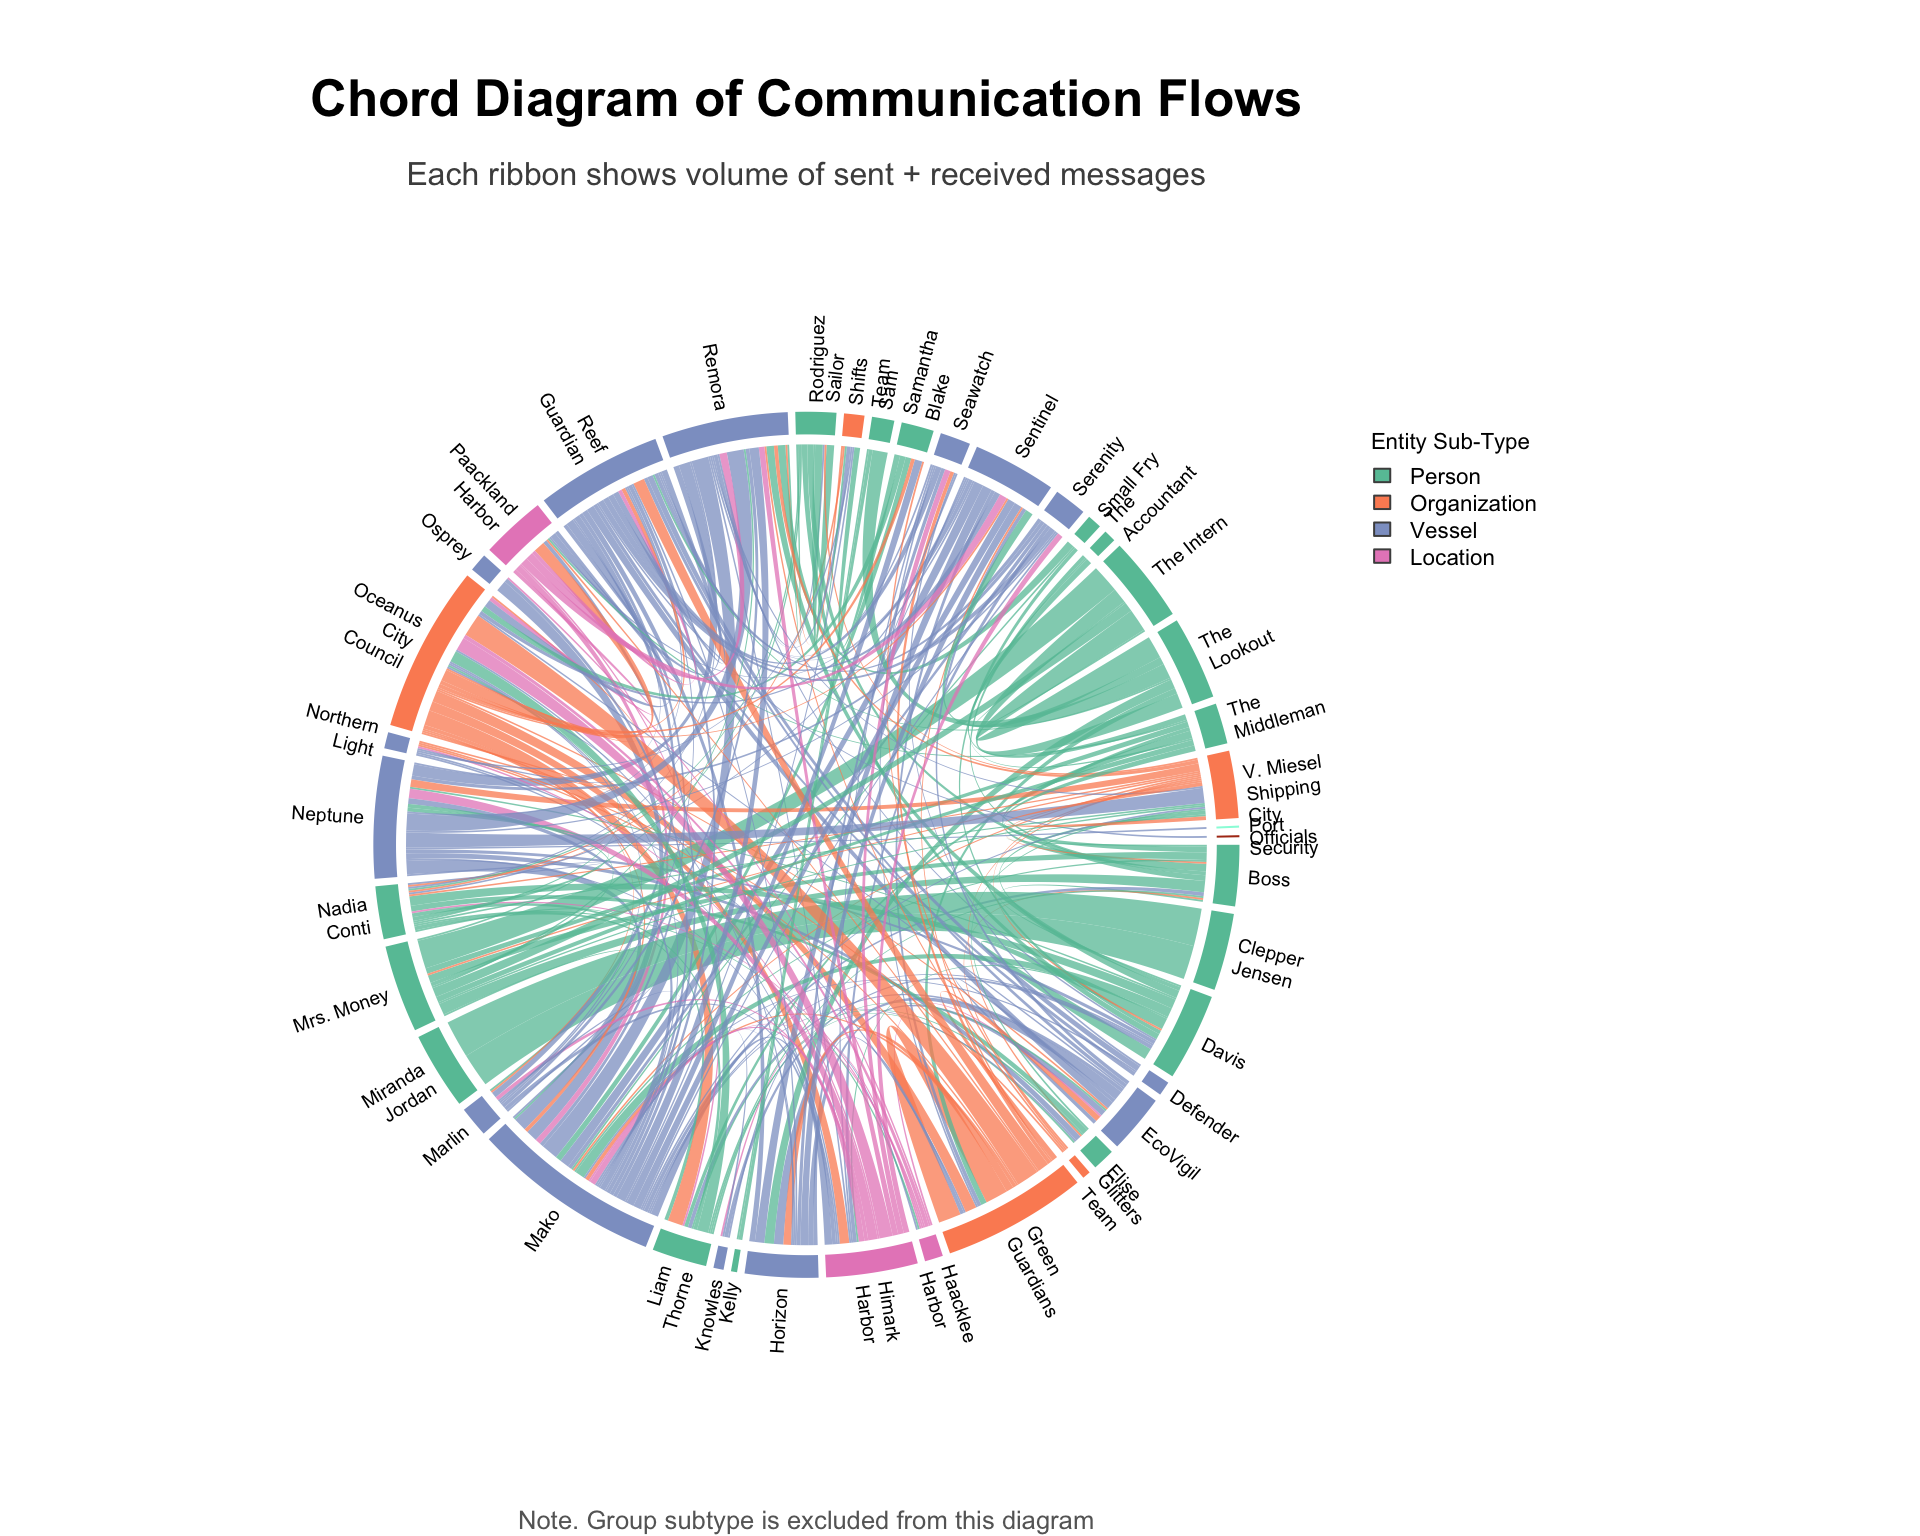 Chord Diagram of Communication Flows
Each ribbon shows volume of sent + received messages
Entity Sub-Type
Person
Organization
Vessel
Location
Remora
Rodriguez
Sailor
Shifts
Team
Sam
Samantha
Blake
Seawatch
Sentinel
Serenity
Small Fry
The
Accountant
The Intern
The
Lookout
The
Middleman
V. Miesel
Shipping
City
Port
Officials
Security
Boss
Clepper
Jensen
Davis
Defender
EcoVigil
Elise
Glitters
Team
Green
Guardians
Haacklee
Harbor
Himark
Harbor
Horizon
Kelly
Knowles
Liam
Thorne
Mako
Marlin
Miranda
Jordan
Mrs. Money
Nadia
Conti
Neptune
Northern
Light
Oceanus
City
Council
Osprey
Paackland
Harbor
Reef
Guardian
Note. Group subtype is excluded from this diagram